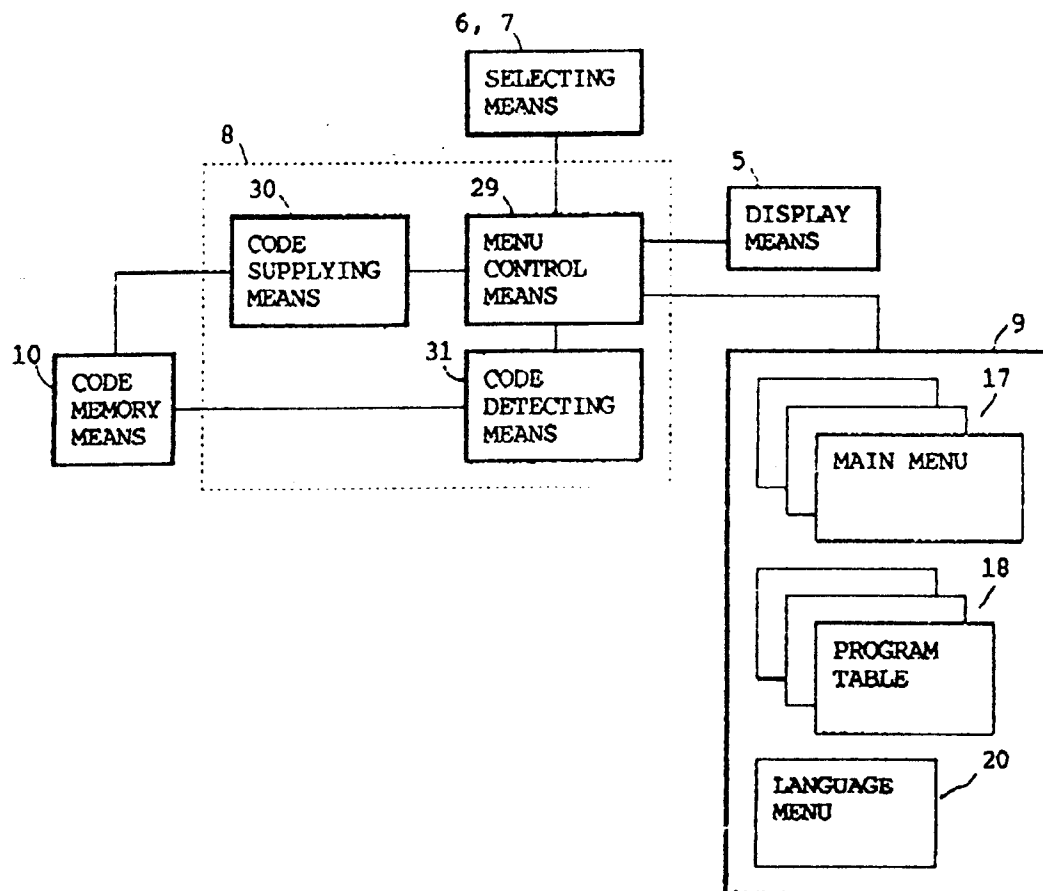 6, 7
SELECTING
MEANS
8
30
CODE
SUPPLYING
MEANS
29
MENU
CONTROL
MEANS
5
DISPLAY
MEANS
10
CODE
MEMORY
MEANS
31
CODE
DETECTING
MEANS
9
17
MAIN MENU
18
PROGRAM
TABLE
20
LANGUAGE
MENU